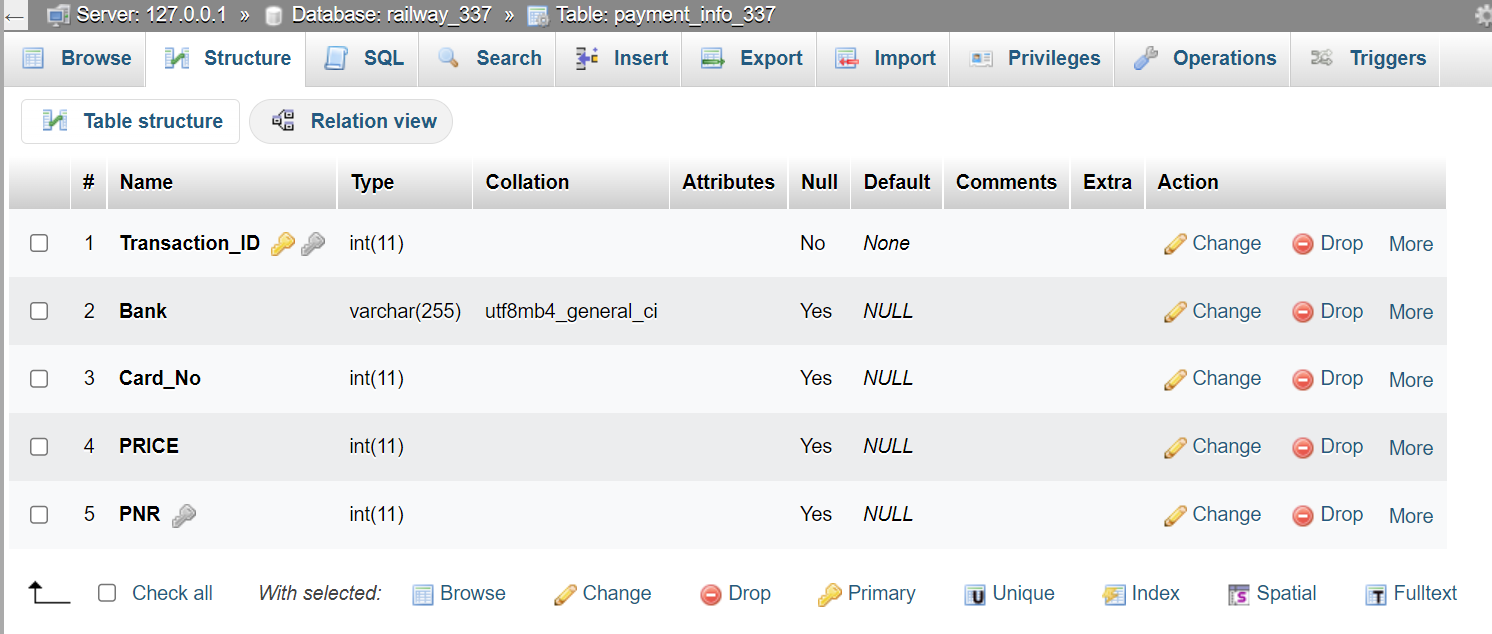 ← Server: 127.0.0.1 » Database: railway_337 » Table: payment_info_337
Browse Structure SQL Search Insert Export Import Privileges Operations Triggers
Table structure Relation view
# Name Type Collation Attributes Null Default Comments Extra Action
1 Transaction_ID int(11) No None Change Drop More
2 Bank varchar(255) utf8mb4_general_ci Yes NULL Change Drop More
3 Card_No int(11) Yes NULL Change Drop More
4 PRICE int(11) Yes NULL Change Drop More
5 PNR int(11) Yes NULL Change Drop More
Check all With selected: Browse Change Drop Primary U Unique Index S Spatial T Fulltext